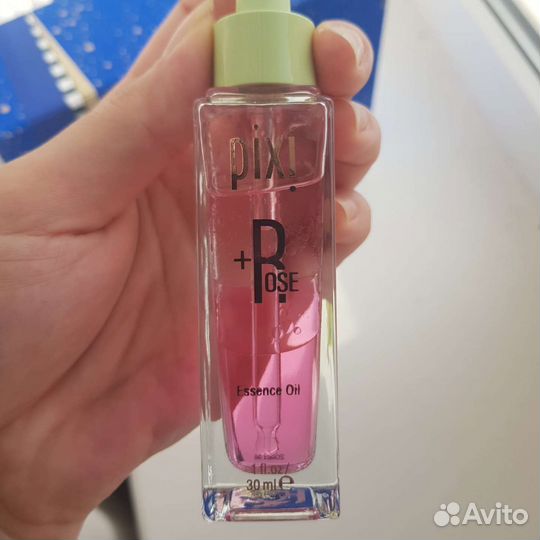 pixi
+ROSE
Essence Oil
1 fl.oz/
30 ml ℮
Avito